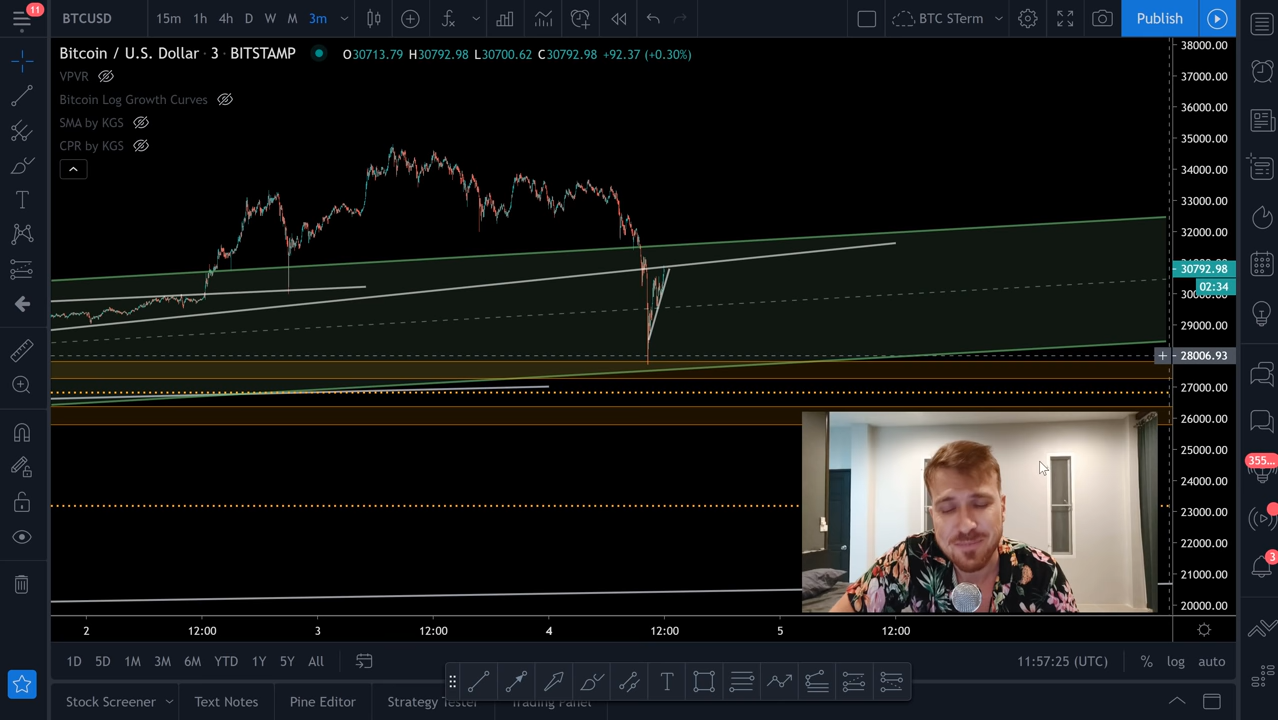 11
BTCUSD 15m 1h 4h D W M 3m BTC STerm Publish
Bitcoin / U.S. Dollar · 3 · BITSTAMP O30713.79 H30792.98 L30700.62 C30792.98 +92.37 (+0.30%)
VPVR
Bitcoin Log Growth Curves
SMA by KGS
CPR by KGS
38000.00
37000.00
36000.00
35000.00
34000.00
33000.00
32000.00
30792.98
02:34
29000.00
28006.93
27000.00
26000.00
25000.00
24000.00
23000.00
22000.00
21000.00
20000.00
355...
3
2 12:00 3 12:00 4 12:00 5 12:00
1D 5D 1M 3M 6M YTD 1Y 5Y All 11:57:25 (UTC) % log auto
Stock Screener Text Notes Pine Editor Strategy Tester Trading Panel